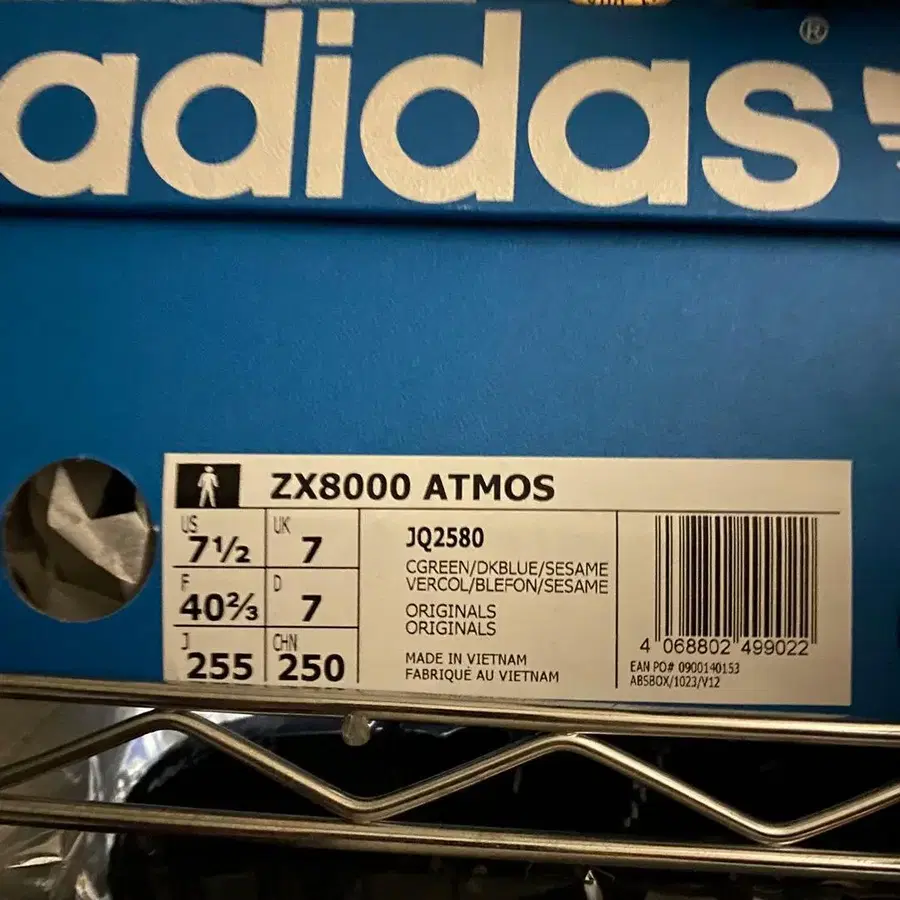 adidas®
ZX8000 ATMOS
US 7½ UK 7
F 40⅔ D 7
J 255 CHN 250
JQ2580
CGREEN/DKBLUE/SESAME
VERCOL/BLEFON/SESAME
ORIGINALS
ORIGINALS
MADE IN VIETNAM
FABRIQUÉ AU VIETNAM
4 068802 499022
EAN PO# 0900140153
ABSBOX/1023/V12